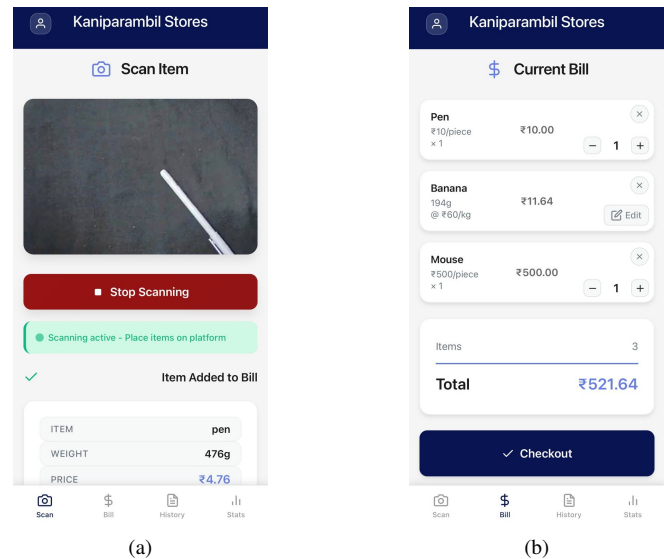 Kaniparambil Stores
Scan Item
Stop Scanning
Scanning active - Place items on platform
Item Added to Bill
ITEM pen
WEIGHT 476g
PRICE ₹4.76
Scan Bill History Stats
(a)
Kaniparambil Stores
Current Bill
Pen
₹10/piece
× 1
₹10.00
− 1 +
Banana
194g
@ ₹60/kg
₹11.64
Edit
Mouse
₹500/piece
× 1
₹500.00
− 1 +
Items 3
Total ₹521.64
Checkout
Scan Bill History Stats
(b)